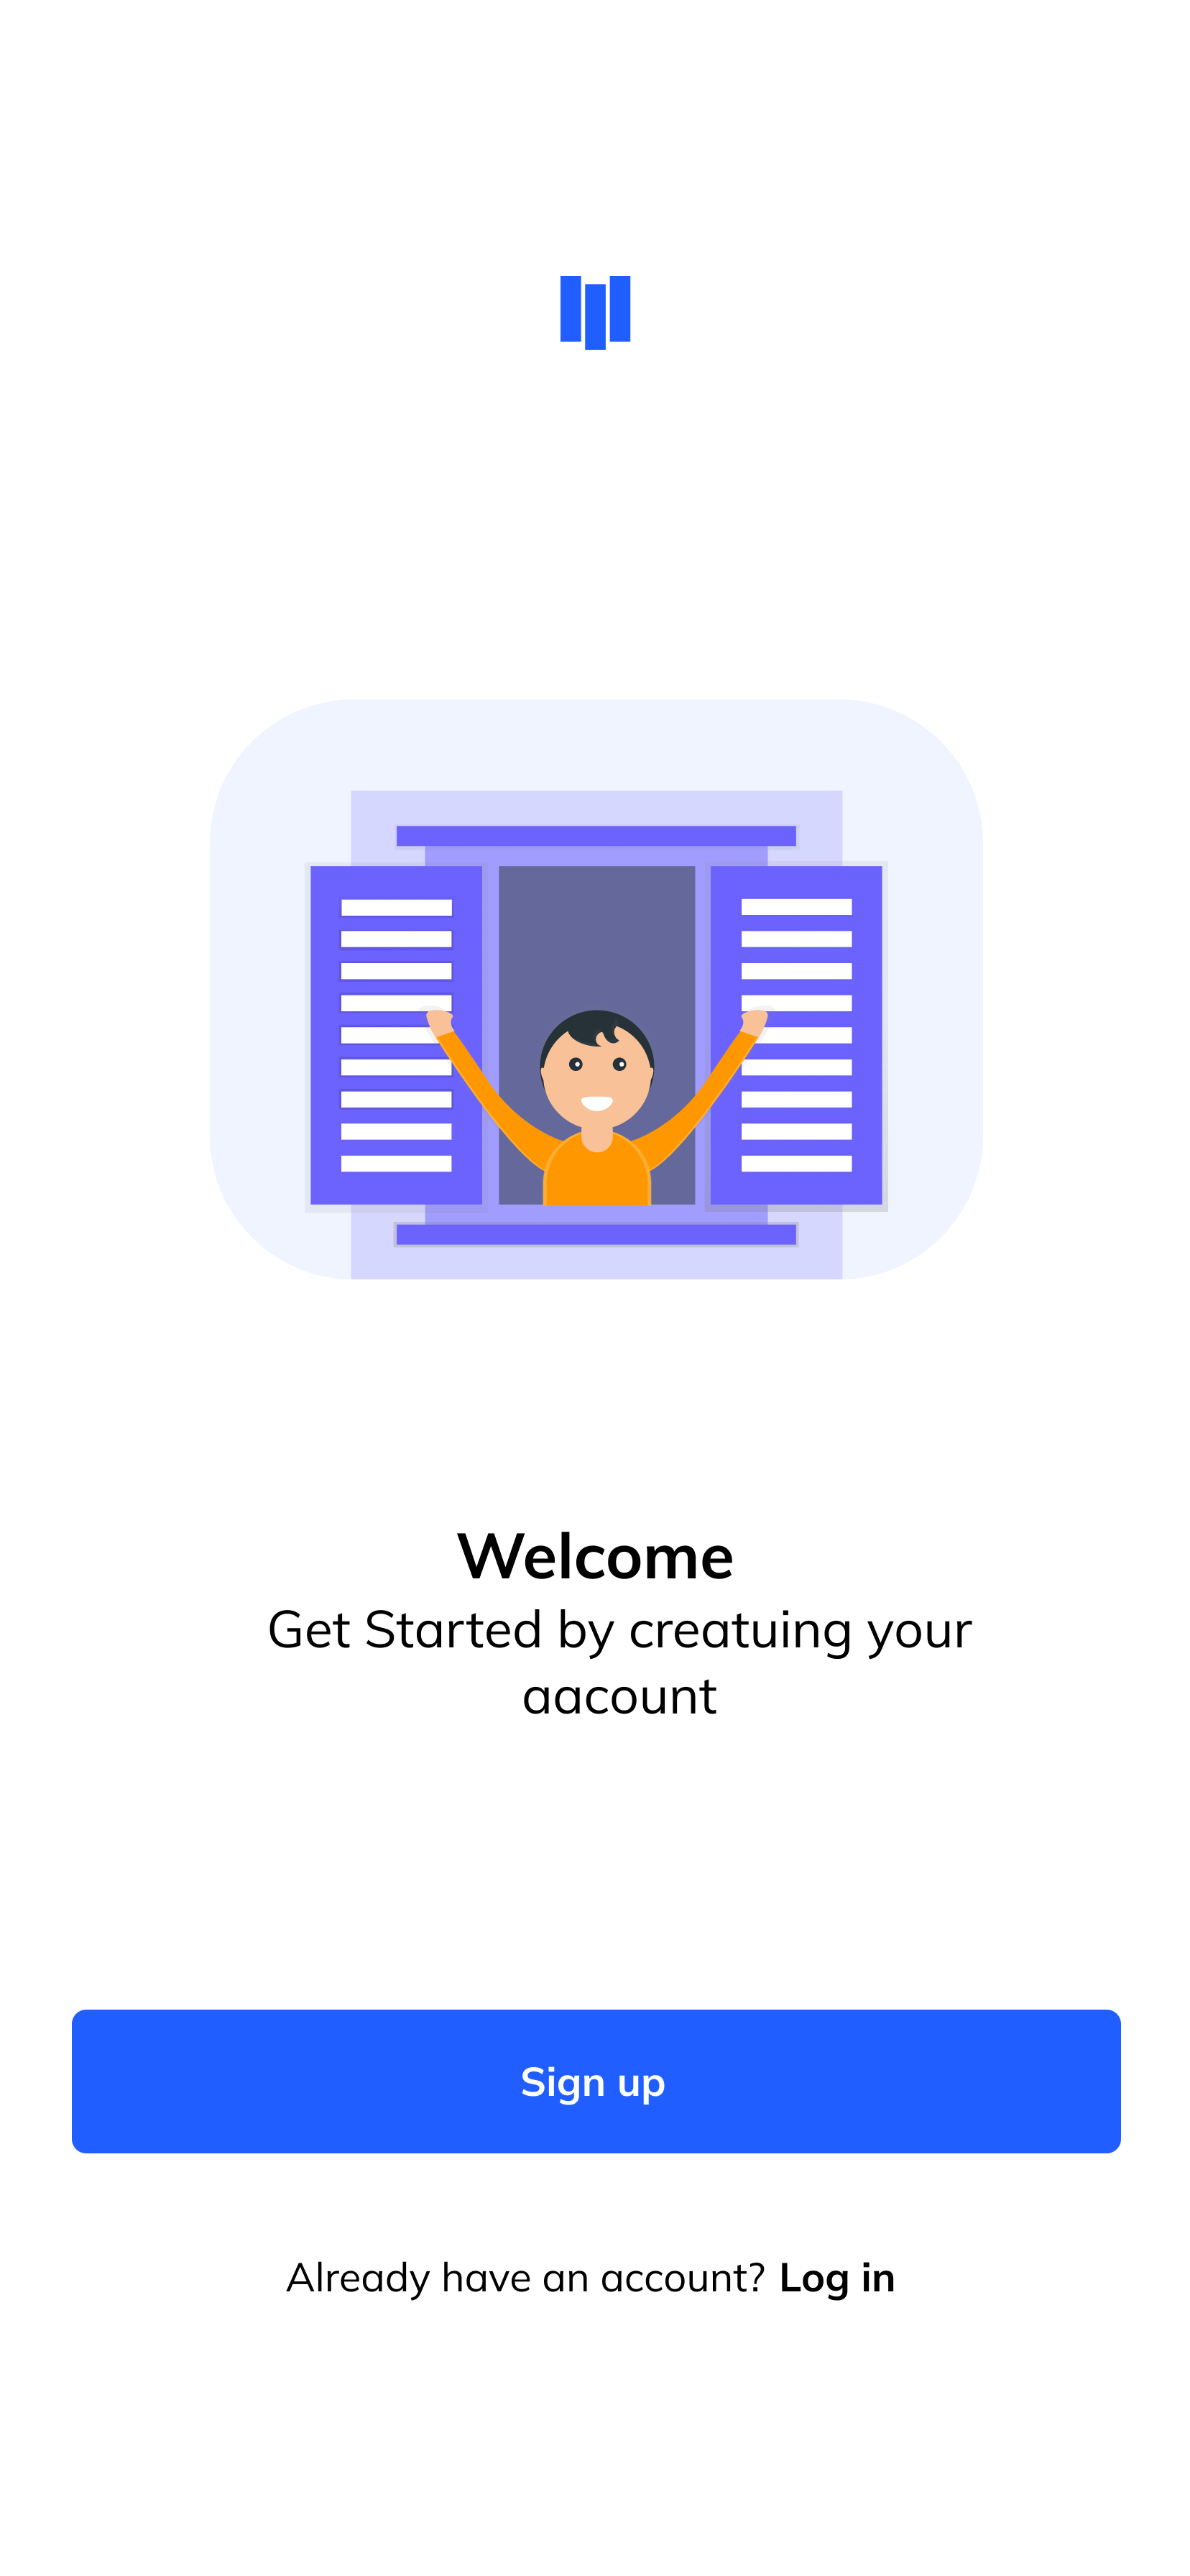 Welcome
Get Started by creatuing your
aacount
Sign up
Already have an account? Log in